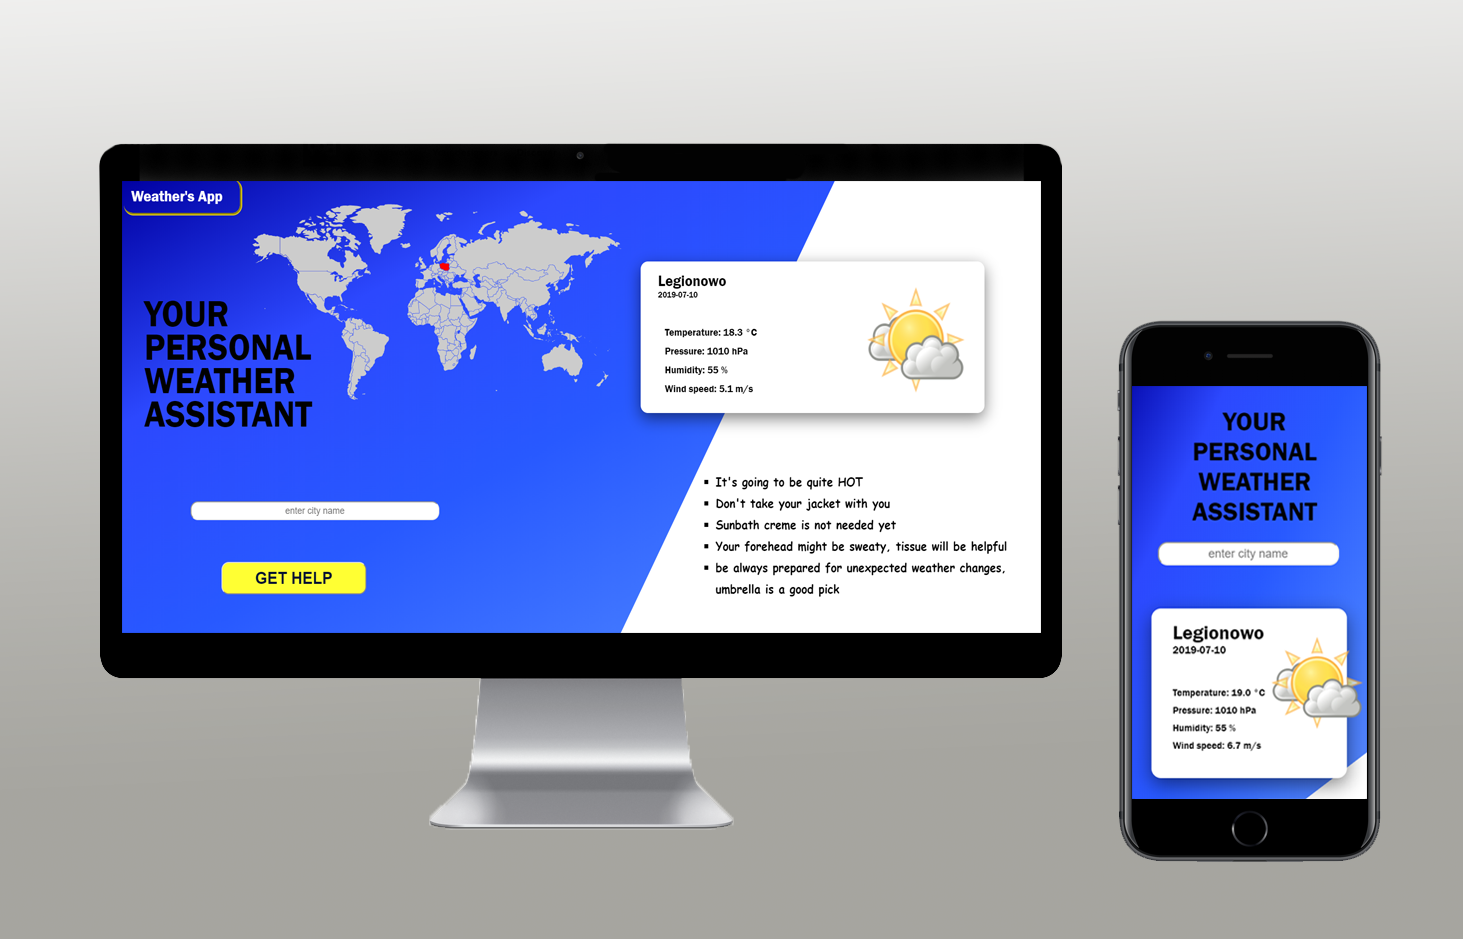 Weather's App
YOUR
PERSONAL
WEATHER
ASSISTANT
enter city name
GET HELP
Legionowo
2019-07-10
Temperature: 18.3 °C
Pressure: 1010 hPa
Humidity: 55 %
Wind speed: 5.1 m/s
It's going to be quite HOT
Don't take your jacket with you
Sunbath creme is not needed yet
Your forehead might be sweaty, tissue will be helpful
be always prepared for unexpected weather changes,
umbrella is a good pick
YOUR
PERSONAL
WEATHER
ASSISTANT
enter city name
Legionowo
2019-07-10
Temperature: 19.0 °C
Pressure: 1010 hPa
Humidity: 55 %
Wind speed: 6.7 m/s